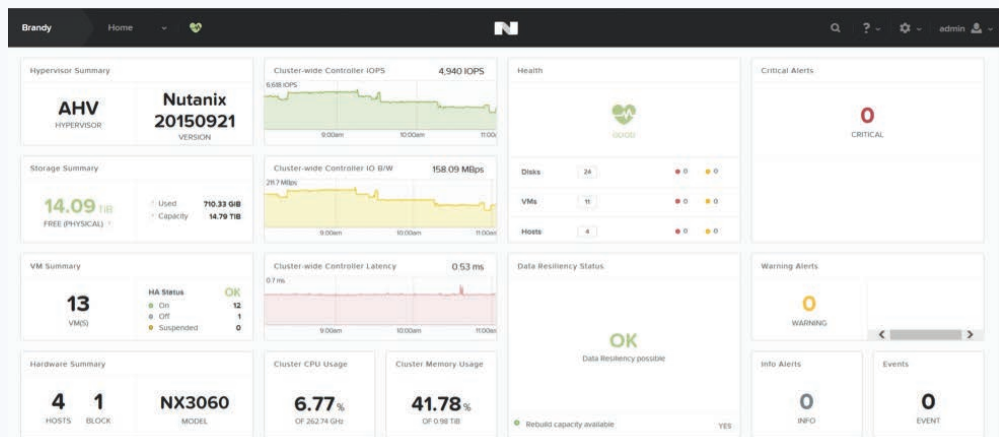 Brandy
Home
N
?
admin
Hypervisor Summary
AHV
HYPERVISOR
Nutanix
20150921
VERSION
Cluster-wide Controller IOPS
4,940 IOPS
6,618 IOPS
9:00am
10:00am
11:00
Health
GOOD
Disks 24 0 0
VMs 11 0 0
Hosts 4 0 0
Critical Alerts
0
CRITICAL
Storage Summary
14.09 TiB
FREE (PHYSICAL)
Used 710.33 GiB
Capacity 14.79 TiB
Cluster-wide Controller IO B/W
158.09 MBps
211.7 MBps
9:00am
10:00am
11:00am
VM Summary
13
VM(S)
HA Status OK
On 12
Off 1
Suspended 0
Cluster-wide Controller Latency
0.53 ms
0.7 ms
9:00am
10:00am
11:00am
Data Resiliency Status
OK
Data Resiliency possible
Rebuild capacity available YES
Warning Alerts
0
WARNING
Hardware Summary
4
HOSTS
1
BLOCK
NX3060
MODEL
Cluster CPU Usage
6.77 %
OF 262.74 GHz
Cluster Memory Usage
41.78 %
OF 0.98 TiB
Info Alerts
0
INFO
Events
0
EVENT